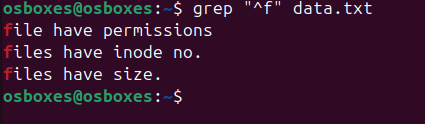 osboxes@osboxes:~$ grep "^f" data.txt
file have permissions
files have inode no.
files have size.
osboxes@osboxes:~$